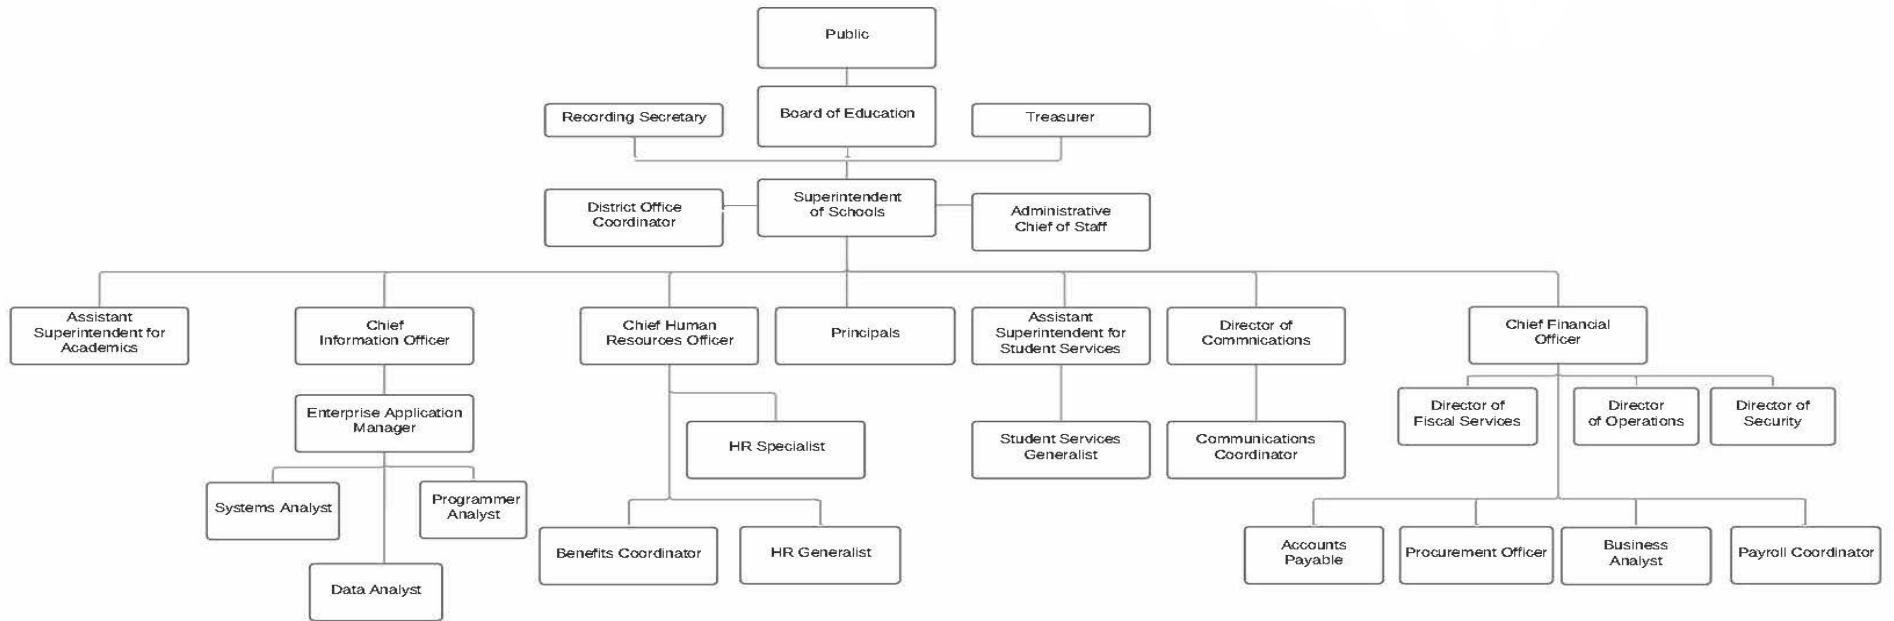 Public
Board of Education
Recording Secretary
Treasurer
Superintendent
of Schools
District Office
Coordinator
Administrative
Chief of Staff
Assistant
Superintendent for
Academics
Chief
Information Officer
Chief Human
Resources Officer
Principals
Assistant
Superintendent for
Student Services
Director of
Commnications
Chief Financial
Officer
Enterprise Application
Manager
HR Specialist
Student Services
Generalist
Communications
Coordinator
Director of
Fiscal Services
Director
of Operations
Director of
Security
Systems Analyst
Programmer
Analyst
Data Analyst
Benefits Coordinator
HR Generalist
Accounts
Payable
Procurement Officer
Business
Analyst
Payroll Coordinator